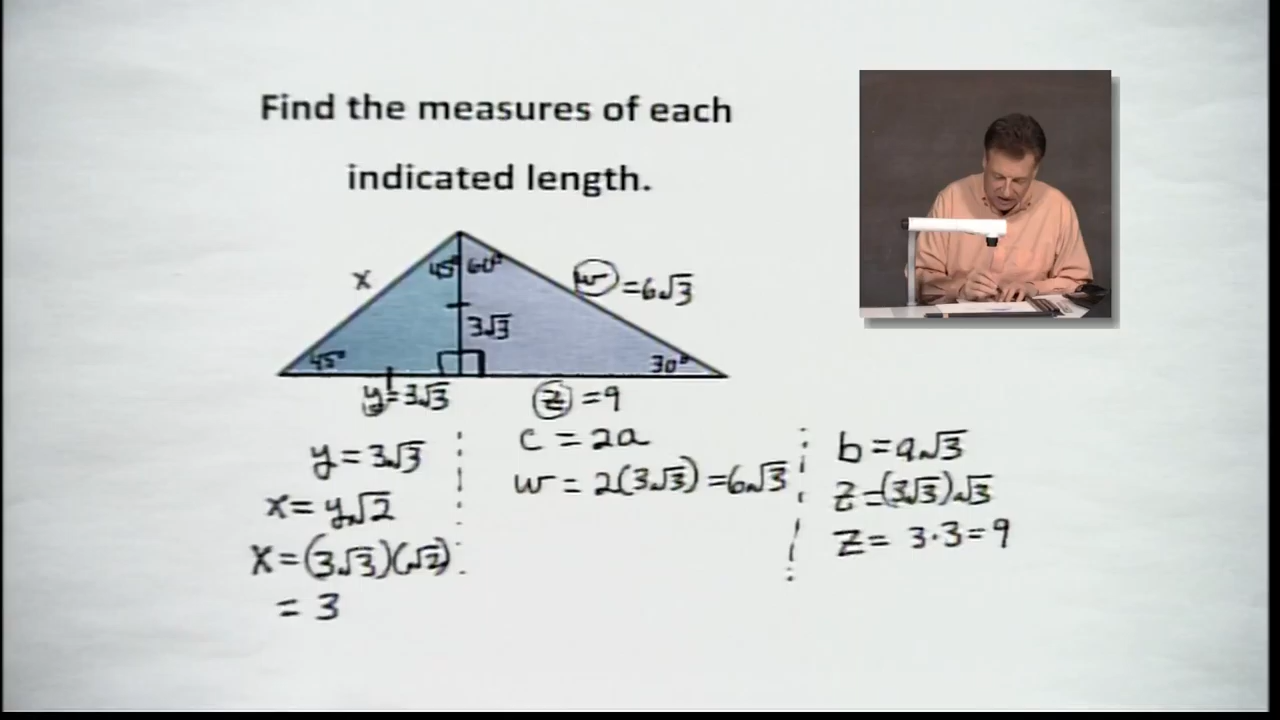 Find the measures of each
indicated length.
x
45°
60°
w = 6√3
3√3
45°
30°
y = 3√3
z = 9
y = 3√3
x = y√2
x = (3√3)(√2)
= 3
c = 2a
w = 2(3√3) = 6√3
b = a√3
z = (3√3)√3
z = 3·3 = 9